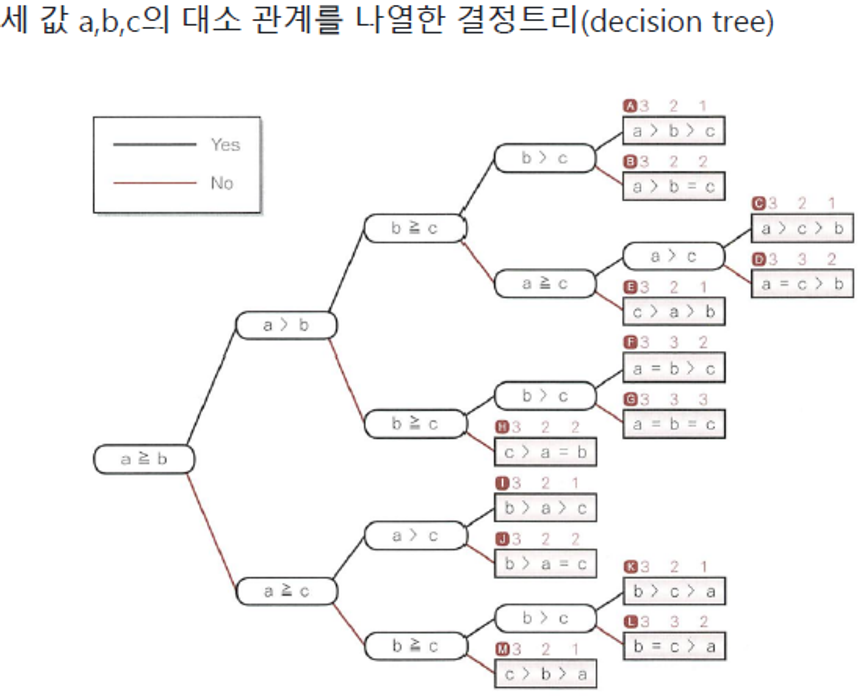 세 값 a,b,c의 대소 관계를 나열한 결정트리(decision tree)
Yes
No
A 3 2 1
a > b > c
b > c
B 3 2 2
a > b = c
b ≧ c
C 3 2 1
a > c > b
a > c
D 3 3 2
a = c > b
a ≧ c
E 3 2 1
c > a > b
a > b
F 3 3 2
a = b > c
b > c
G 3 3 3
a = b = c
b ≧ c
H 3 2 2
c > a = b
a ≧ b
I 3 2 1
b > a > c
a > c
J 3 2 2
b > a = c
a ≧ c
K 3 2 1
b > c > a
b > c
L 3 3 2
b = c > a
b ≧ c
M 3 2 1
c > b > a